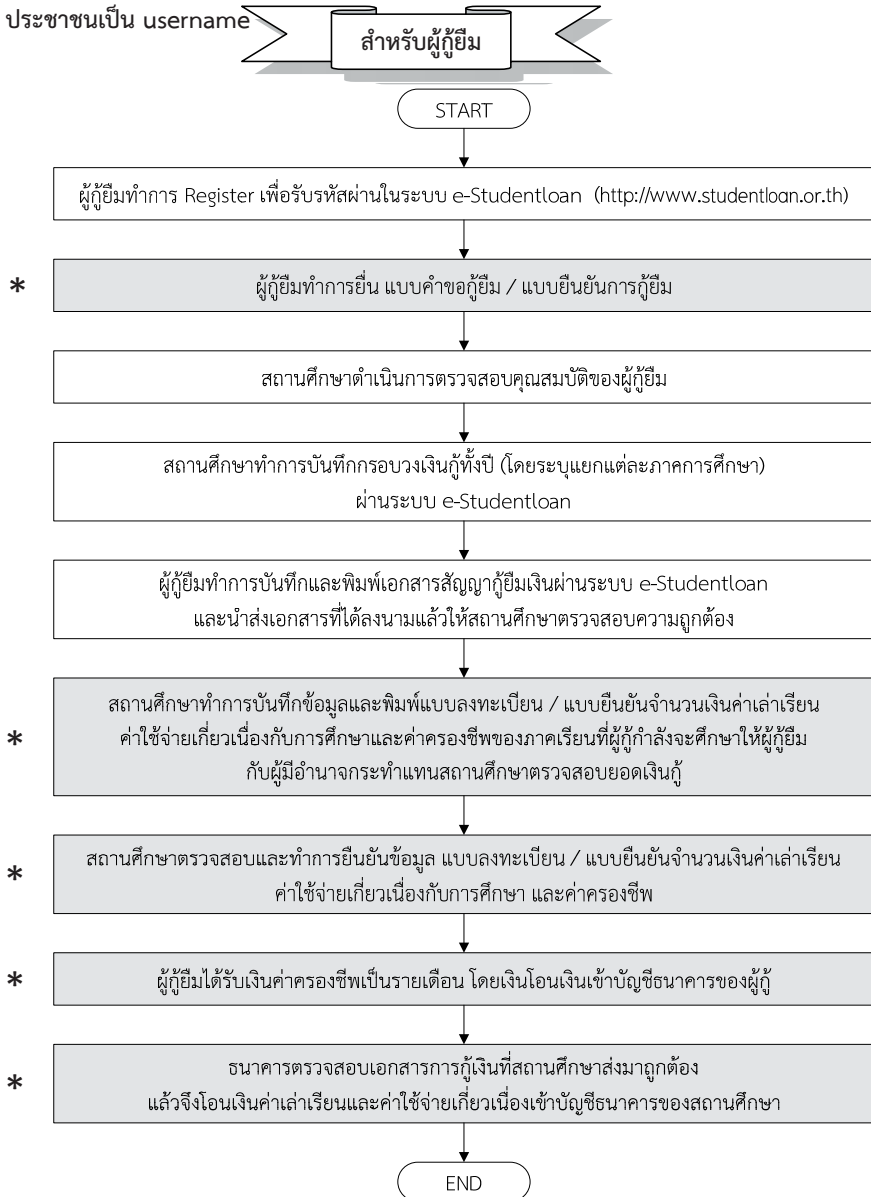 ประชาชนเป็น username
สำหรับผู้กู้ยืม
START
ผู้กู้ยืมทำการ Register เพื่อรับรหัสผ่านในระบบ e-Studentloan (http://www.studentloan.or.th)
* ผู้กู้ยืมทำการยื่น แบบคำขอกู้ยืม / แบบยืนยันการกู้ยืม
สถานศึกษาดำเนินการตรวจสอบคุณสมบัติของผู้กู้ยืม
สถานศึกษาทำการบันทึกกรอบวงเงินกู้ทั้งปี (โดยระบุแยกแต่ละภาคการศึกษา)
ผ่านระบบ e-Studentloan
ผู้กู้ยืมทำการบันทึกและพิมพ์เอกสารสัญญากู้ยืมเงินผ่านระบบ e-Studentloan
และนำส่งเอกสารที่ได้ลงนามแล้วให้สถานศึกษาตรวจสอบความถูกต้อง
สถานศึกษาทำการบันทึกข้อมูลและพิมพ์แบบลงทะเบียน / แบบยืนยันจำนวนเงินค่าเล่าเรียน
* ค่าใช้จ่ายเกี่ยวเนื่องกับการศึกษาและค่าครองชีพของภาคเรียนที่ผู้กู้กำลังจะศึกษาให้ผู้กู้ยืม
กับผู้มีอำนาจกระทำแทนสถานศึกษาตรวจสอบยอดเงินกู้
* สถานศึกษาตรวจสอบและทำการยืนยันข้อมูล แบบลงทะเบียน / แบบยืนยันจำนวนเงินค่าเล่าเรียน
ค่าใช้จ่ายเกี่ยวเนื่องกับการศึกษา และค่าครองชีพ
* ผู้กู้ยืมได้รับเงินค่าครองชีพเป็นรายเดือน โดยเงินโอนเงินเข้าบัญชีธนาคารของผู้กู้
* ธนาคารตรวจสอบเอกสารการกู้เงินที่สถานศึกษาส่งมาถูกต้อง
แล้วจึงโอนเงินค่าเล่าเรียนและค่าใช้จ่ายเกี่ยวเนื่องเข้าบัญชีธนาคารของสถานศึกษา
END